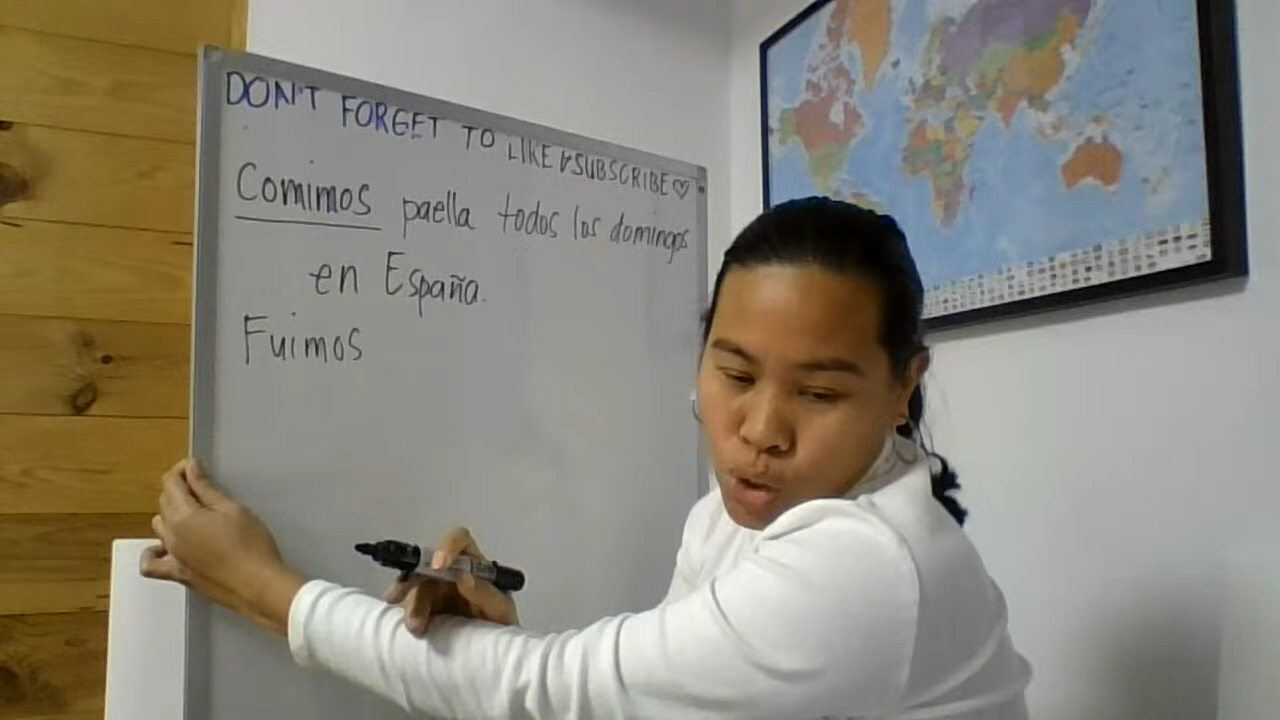 DON'T FORGET TO LIKE & SUBSCRIBE ♡
Comimos paella todos los domingos
en España.
Fuimos